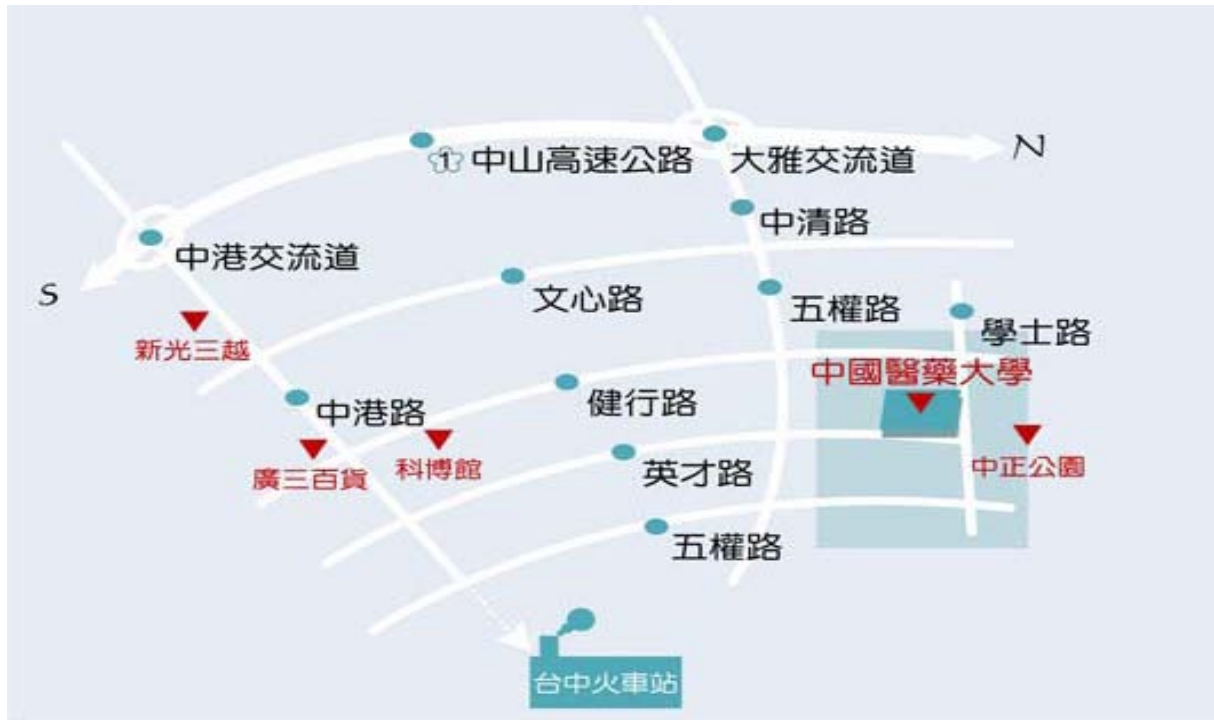 N
1 中山高速公路 大雅交流道
中清路
中港交流道
S
文心路
五權路
學士路
新光三越
中國醫藥大學
中港路
健行路
廣三百貨
科博館
英才路
中正公園
五權路
台中火車站